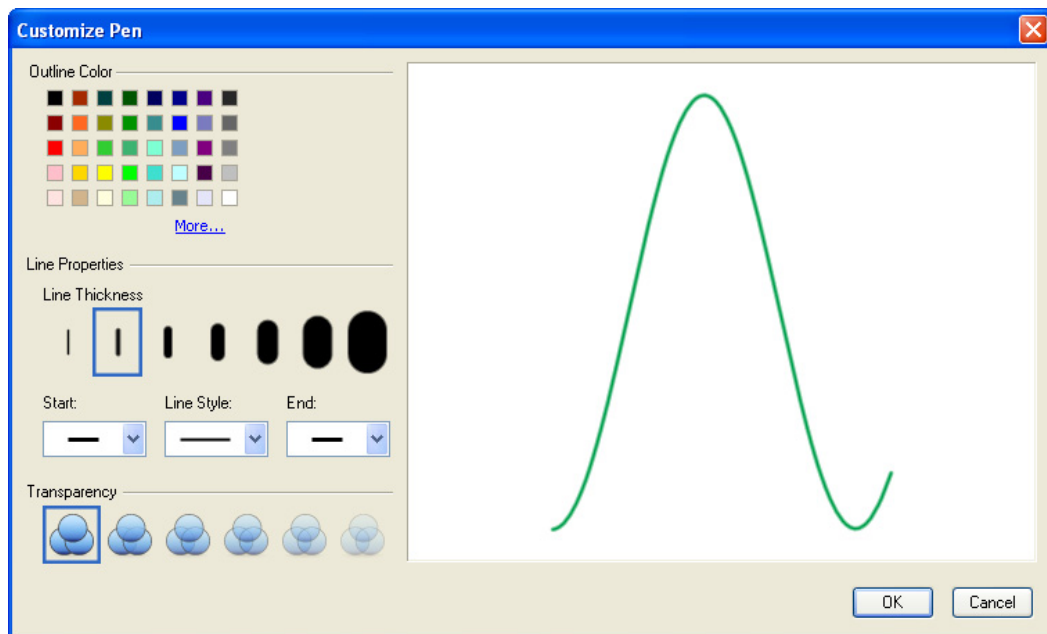 Customize Pen
Outline Color
More...
Line Properties
Line Thickness
Start: Line Style: End:
Transparency
OK Cancel